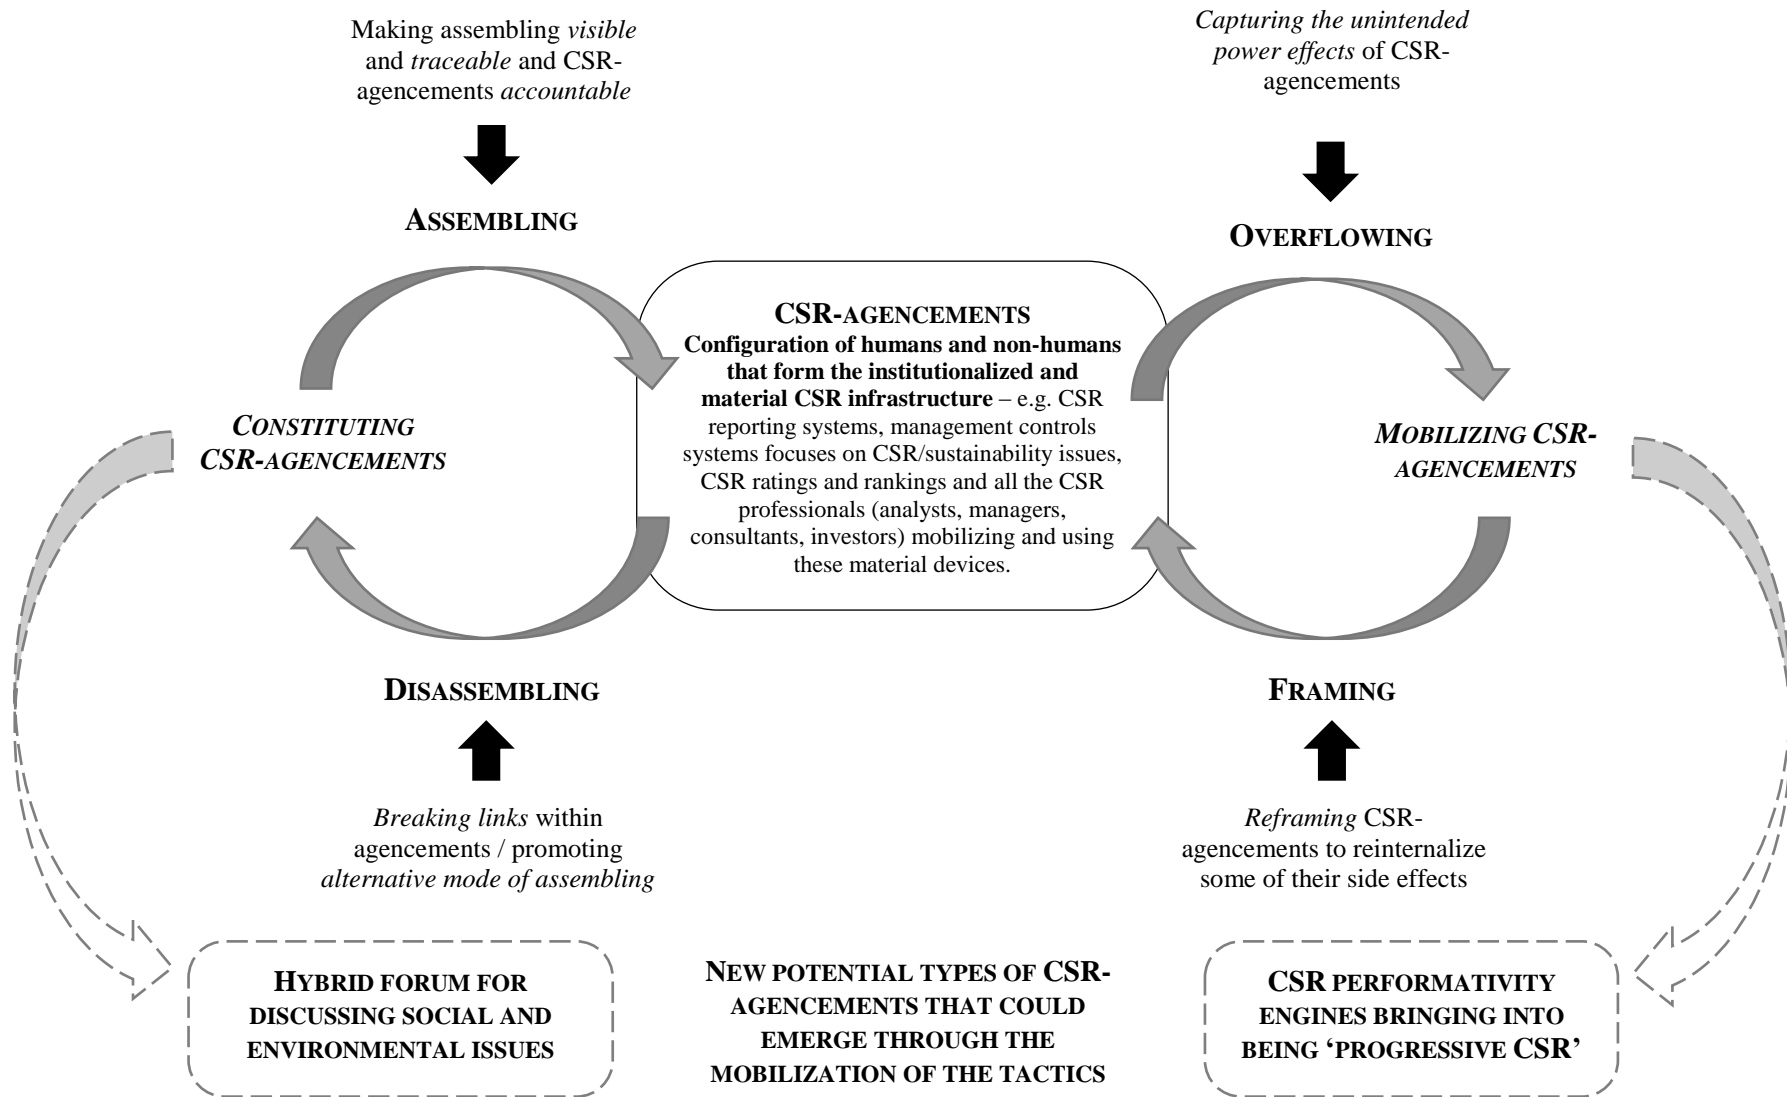 Making assembling visible
and traceable and CSR-
agencements accountable
Capturing the unintended
power effects of CSR-
agencements
ASSEMBLING
OVERFLOWING
CSR-AGENCEMENTS
Configuration of humans and non-humans
that form the institutionalized and
material CSR infrastructure – e.g. CSR
reporting systems, management controls
systems focuses on CSR/sustainability issues,
CSR ratings and rankings and all the CSR
professionals (analysts, managers,
consultants, investors) mobilizing and using
these material devices.
CONSTITUTING
CSR-AGENCEMENTS
MOBILIZING CSR-
AGENCEMENTS
DISASSEMBLING
FRAMING
Breaking links within
agencements / promoting
alternative mode of assembling
Reframing CSR-
agencements to reinternalize
some of their side effects
HYBRID FORUM FOR
DISCUSSING SOCIAL AND
ENVIRONMENTAL ISSUES
NEW POTENTIAL TYPES OF CSR-
AGENCEMENTS THAT COULD
EMERGE THROUGH THE
MOBILIZATION OF THE TACTICS
CSR PERFORMATIVITY
ENGINES BRINGING INTO
BEING ‘PROGRESSIVE CSR’